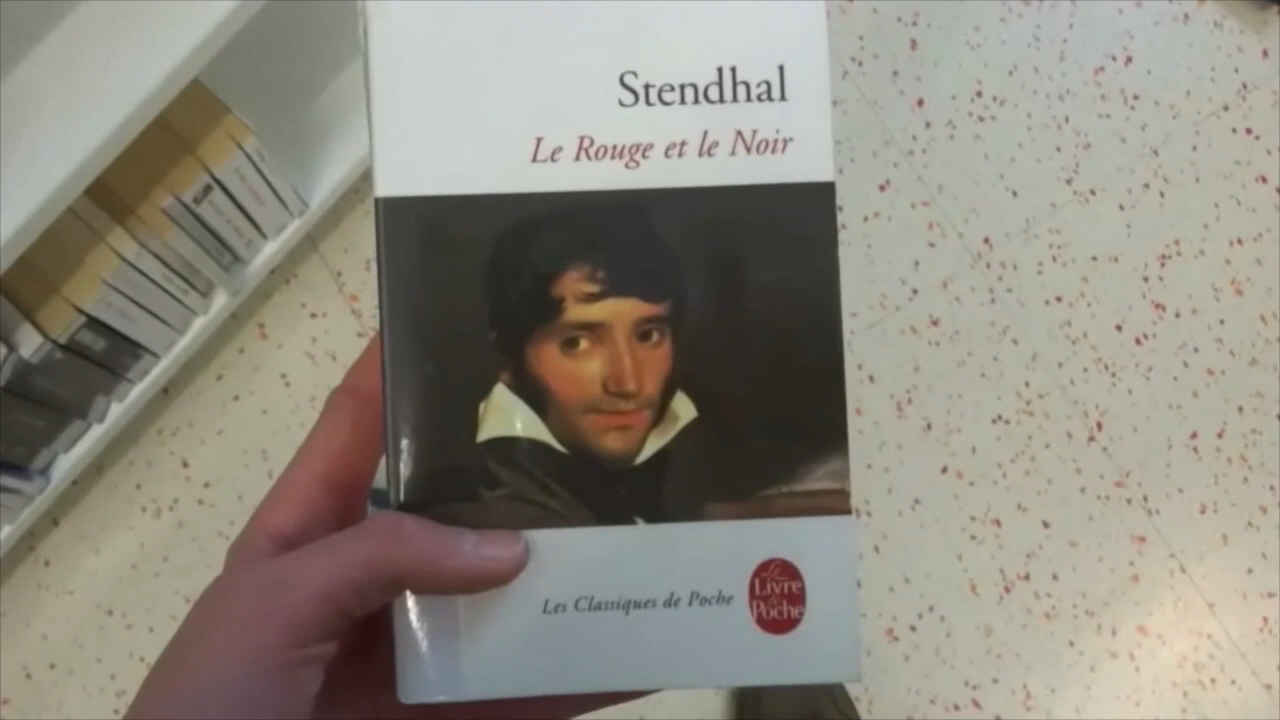 Stendhal
Le Rouge et le Noir
Les Classiques de Poche
Le
Livre
de
Poche